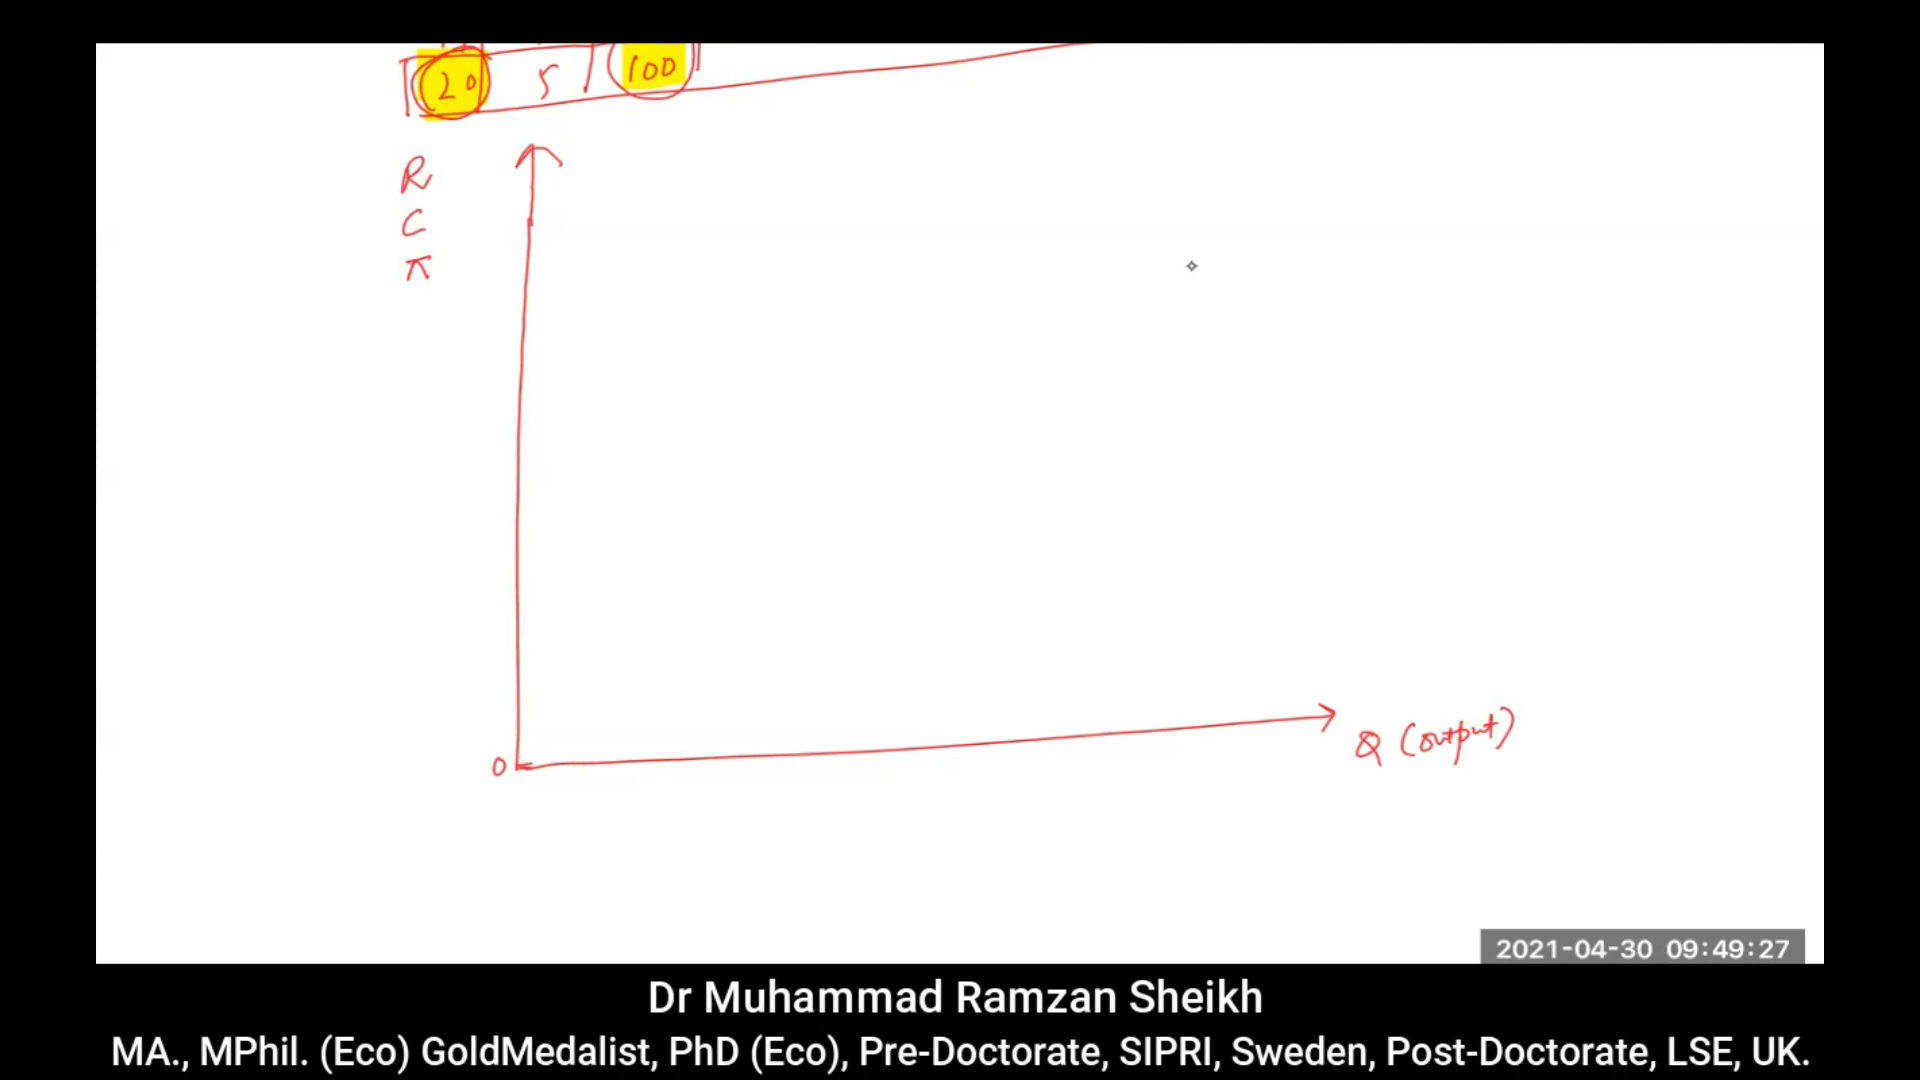 20 5 100
R
C
π
0
Q (output)
2021-04-30 09:49:27
Dr Muhammad Ramzan Sheikh
MA., MPhil. (Eco) GoldMedalist, PhD (Eco), Pre-Doctorate, SIPRI, Sweden, Post-Doctorate, LSE, UK.